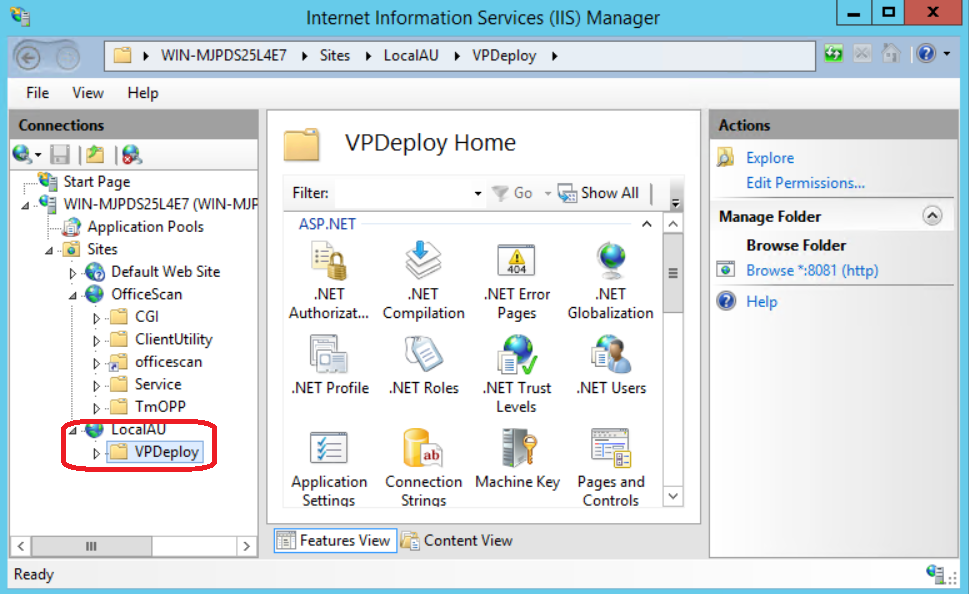 Internet Information Services (IIS) Manager
WIN-MJPDS25L4E7 Sites LocalAU VPDeploy
File View Help
Connections
Start Page
WIN-MJPDS25L4E7 (WIN-MJP
Application Pools
Sites
Default Web Site
OfficeScan
CGI
ClientUtility
officescan
Service
TmOPP
LocalAU
VPDeploy
VPDeploy Home
Filter: Go Show All
ASP.NET
.NET Authorizat...
.NET Compilation
.NET Error Pages
.NET Globalization
404
.NET Profile
.NET Roles
.NET Trust Levels
.NET Users
Application Settings
Connection Strings
ab
Machine Key
Pages and Controls
Features View Content View
Actions
Explore
Edit Permissions...
Manage Folder
Browse Folder
Browse *:8081 (http)
Help
Ready